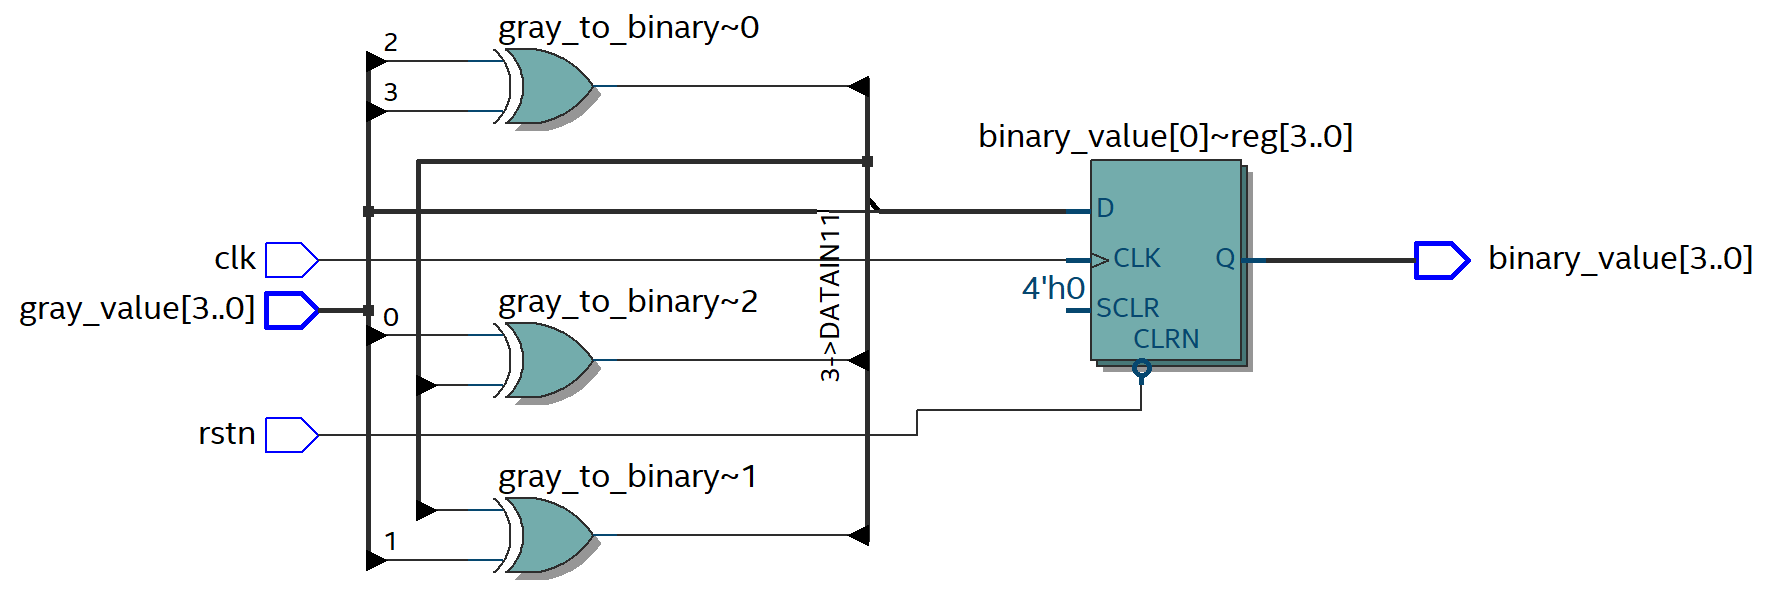 gray_to_binary~0
2
3
binary_value[0]~reg[3..0]
D
clk
CLK
Q
binary_value[3..0]
4'h0
gray_value[3..0]
0
gray_to_binary~2
3->DATAIN11
SCLR
CLRN
rstn
gray_to_binary~1
1